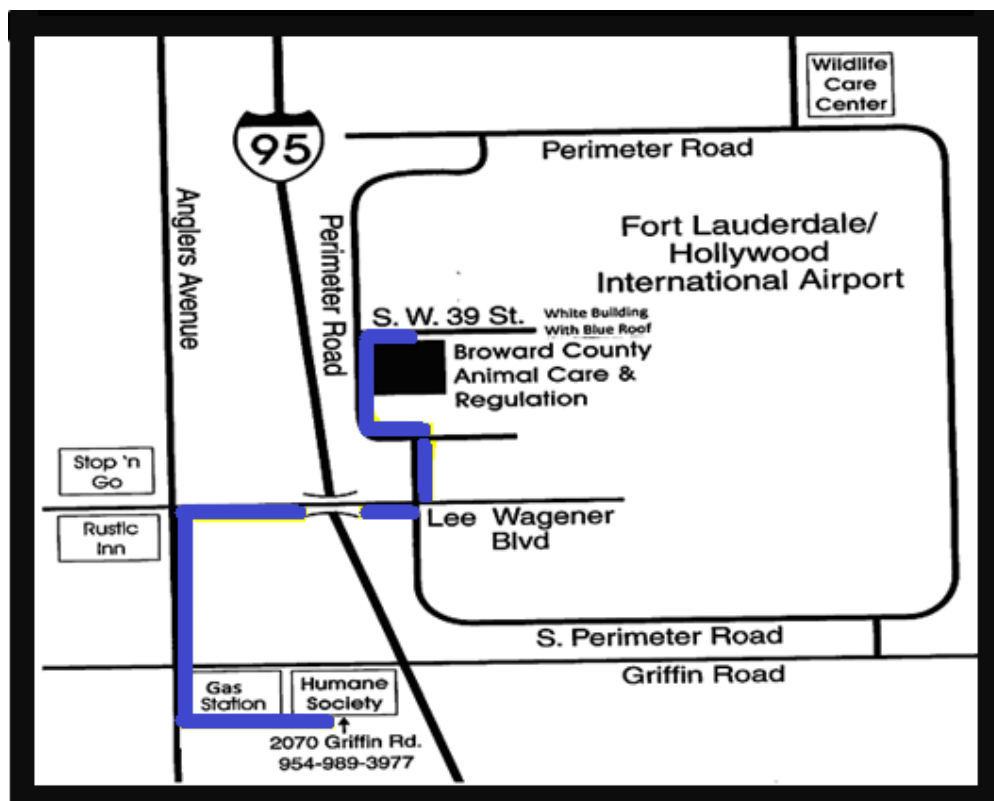 Wildlife
Care
Center
95
Perimeter Road
Anglers Avenue
Perimeter Road
Fort Lauderdale/
Hollywood
International Airport
S. W. 39 St.
White Building
With Blue Roof
Broward County
Animal Care &
Regulation
Stop 'n
Go
Rustic
Inn
Lee Wagener
Blvd
S. Perimeter Road
Griffin Road
Gas
Station
Humane
Society
2070 Griffin Rd.
954-989-3977